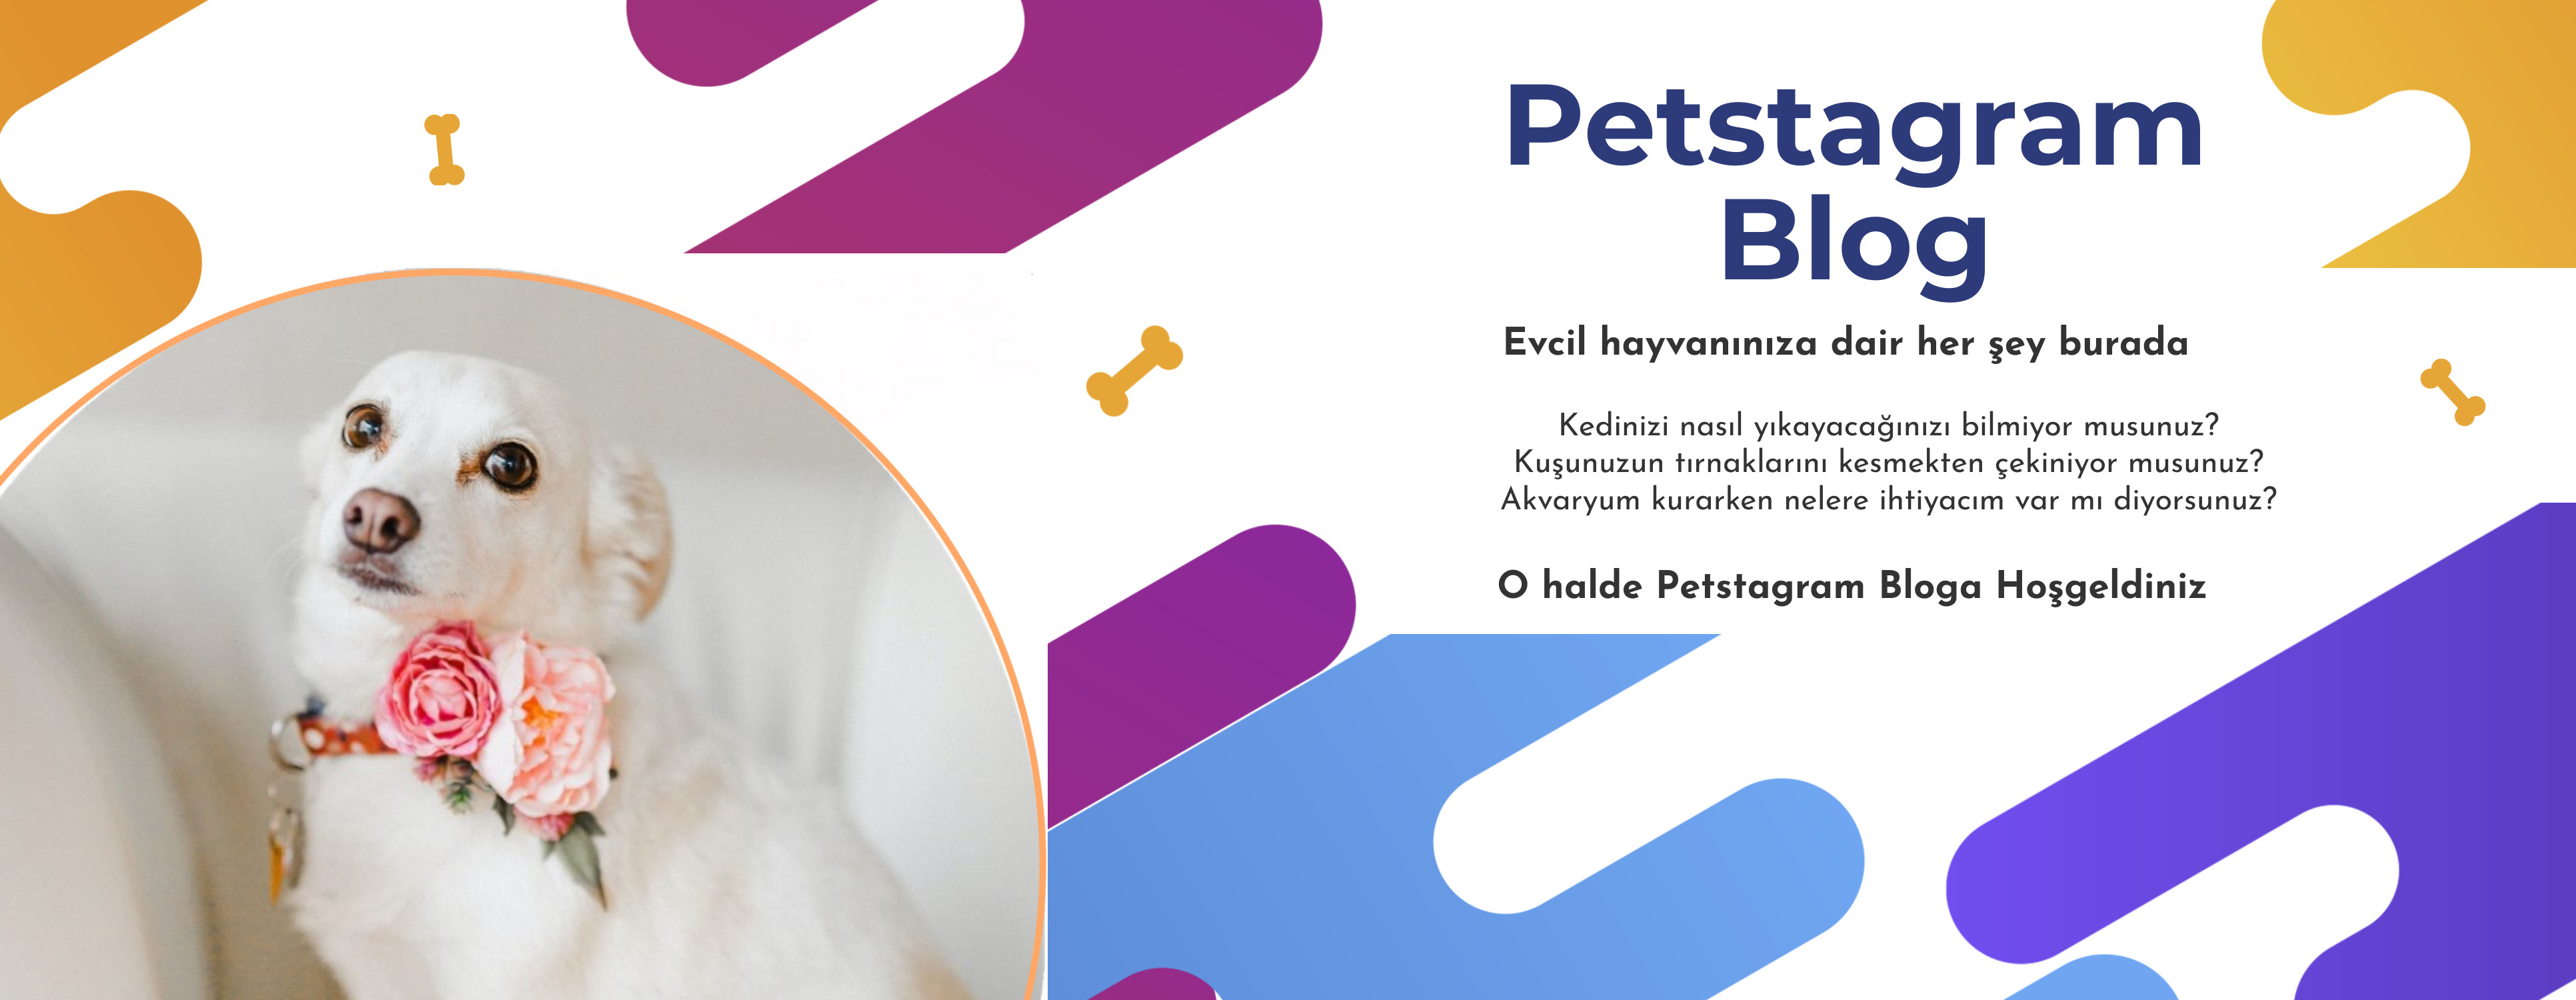 Petstagram
Blog
Evcil hayvanınıza dair her şey burada
Kedinizi nasıl yıkayacağınızı bilmiyor musunuz?
Kuşunuzun tırnaklarını kesmekten çekiniyor musunuz?
Akvaryum kurarken nelere ihtiyacım var mı diyorsunuz?
O halde Petstagram Bloga Hoşgeldiniz